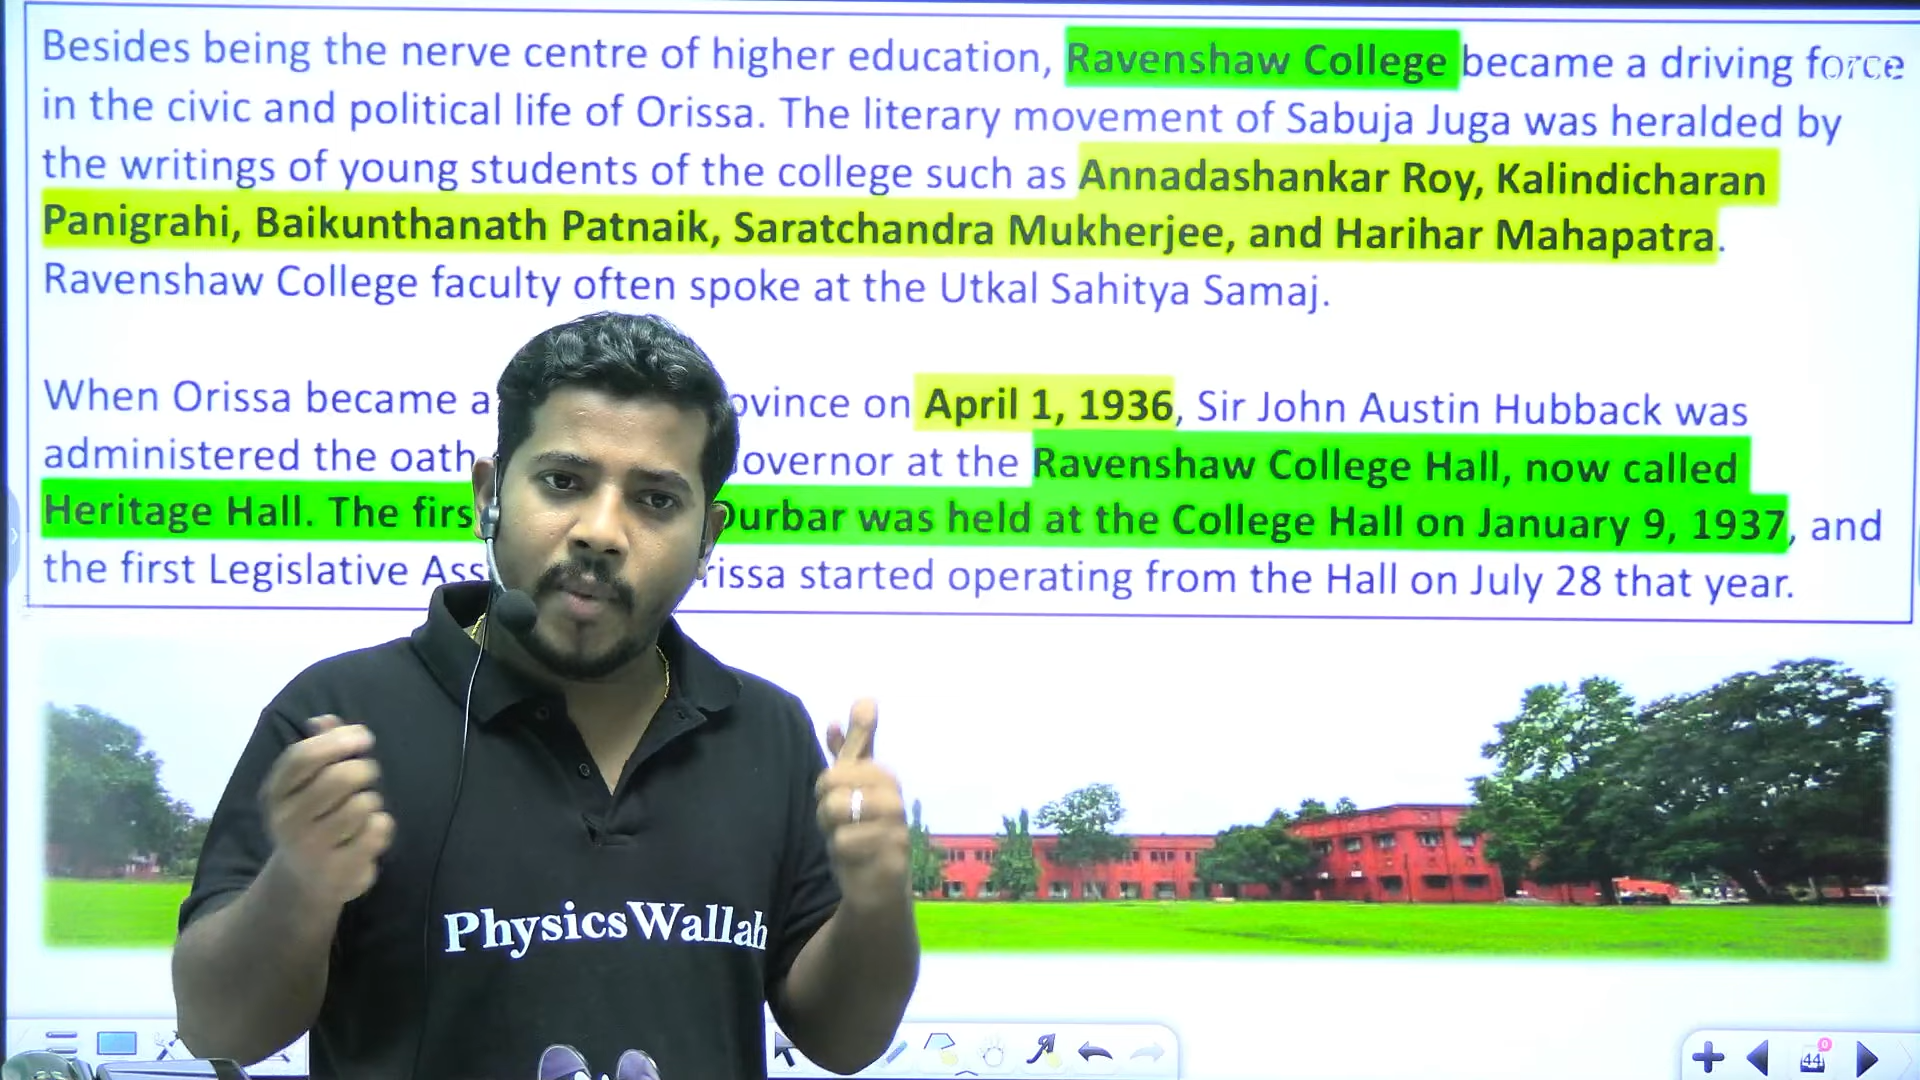 Besides being the nerve centre of higher education, Ravenshaw College became a driving force
in the civic and political life of Orissa. The literary movement of Sabuja Juga was heralded by
the writings of young students of the college such as Annadashankar Roy, Kalindicharan
Panigrahi, Baikunthanath Patnaik, Saratchandra Mukherjee, and Harihar Mahapatra.
Ravenshaw College faculty often spoke at the Utkal Sahitya Samaj.
When Orissa became a ovince on April 1, 1936, Sir John Austin Hubback was
administered the oath overnor at the Ravenshaw College Hall, now called
Heritage Hall. The firs Durbar was held at the College Hall on January 9, 1937, and
the first Legislative Ass rissa started operating from the Hall on July 28 that year.
PhysicsWallah
44
0